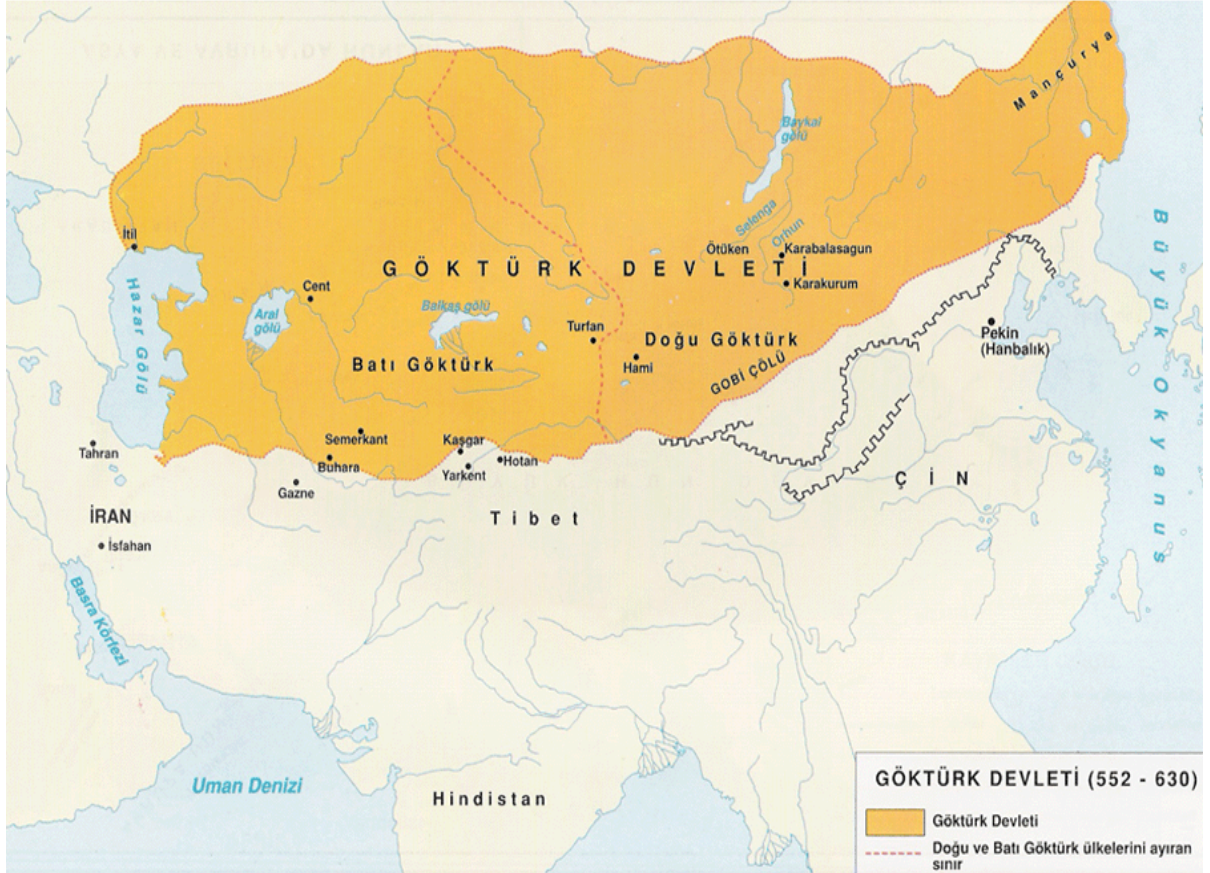 Mançurya
Baykal
gölü
Selenga
Orhun
Ötüken
Karabalasagun
Karakurum
İtil
GÖKTÜRK DEVLETİ
Hazar Gölü
Cent
Aral
gölü
Balkaş gölü
Turfan
Doğu Göktürk
Hami
GOBİ ÇÖLÜ
Batı Göktürk
Pekin
(Hanbalık)
Büyük Okyanus
Tahran
Semerkant
Buhara
Kaşgar
Yarkent
Hotan
Gazne
ÇİN
İRAN
İsfahan
Tibet
Basra Körfezi
Uman Denizi
Hindistan
GÖKTÜRK DEVLETİ (552 - 630)
Göktürk Devleti
Doğu ve Batı Göktürk ülkelerini ayıran
sınır